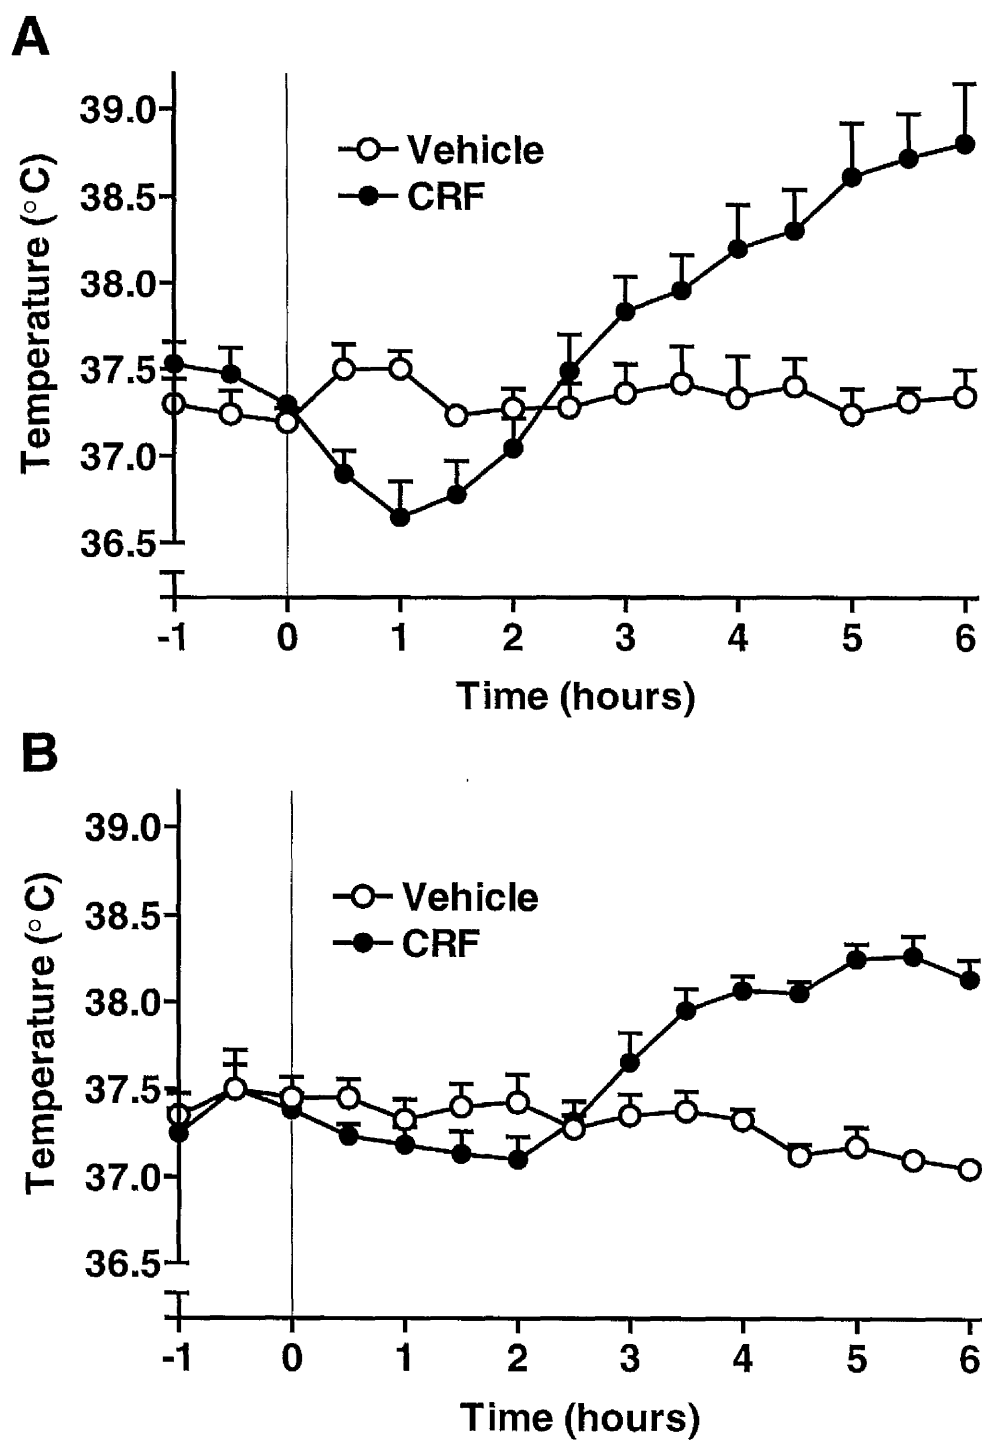 A
39.0
38.5
38.0
37.5
37.0
36.5
Temperature (°C)
Vehicle
CRF
-1 0 1 2 3 4 5 6
Time (hours)
B
39.0
38.5
38.0
37.5
37.0
36.5
Temperature (°C)
Vehicle
CRF
-1 0 1 2 3 4 5 6
Time (hours)